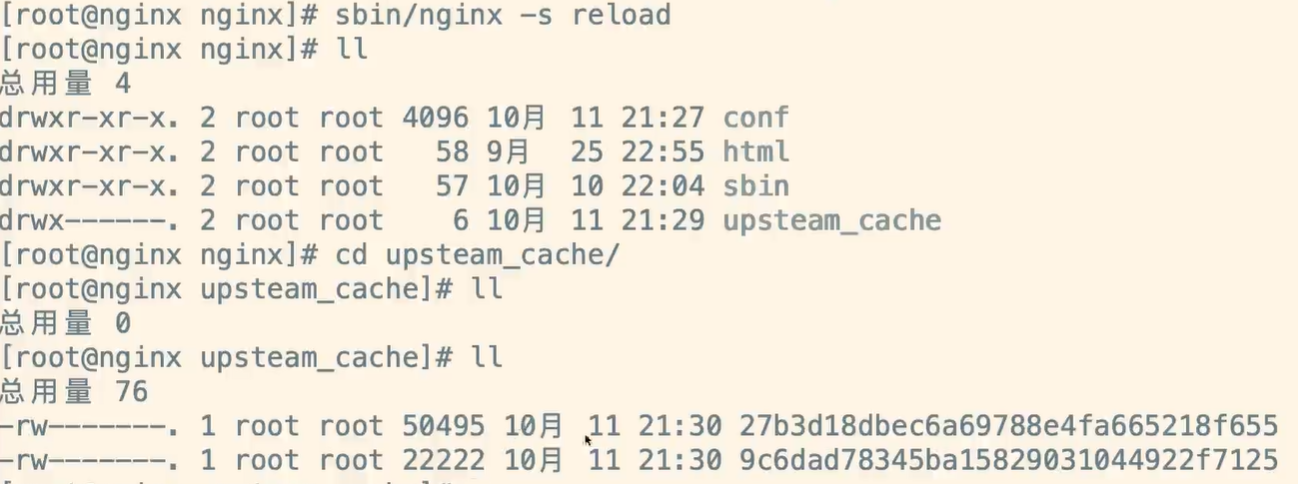 [root@nginx nginx]# sbin/nginx -s reload
[root@nginx nginx]# ll
总用量 4
drwxr-xr-x. 2 root root 4096 10月 11 21:27 conf
drwxr-xr-x. 2 root root   58 9月  25 22:55 html
drwxr-xr-x. 2 root root   57 10月 10 22:04 sbin
drwx------. 2 root root    6 10月 11 21:29 upsteam_cache
[root@nginx nginx]# cd upsteam_cache/
[root@nginx upsteam_cache]# ll
总用量 0
[root@nginx upsteam_cache]# ll
总用量 76
-rw-------. 1 root root 50495 10月 11 21:30 27b3d18dbec6a69788e4fa665218f655
-rw-------. 1 root root 22222 10月 11 21:30 9c6dad78345ba15829031044922f7125